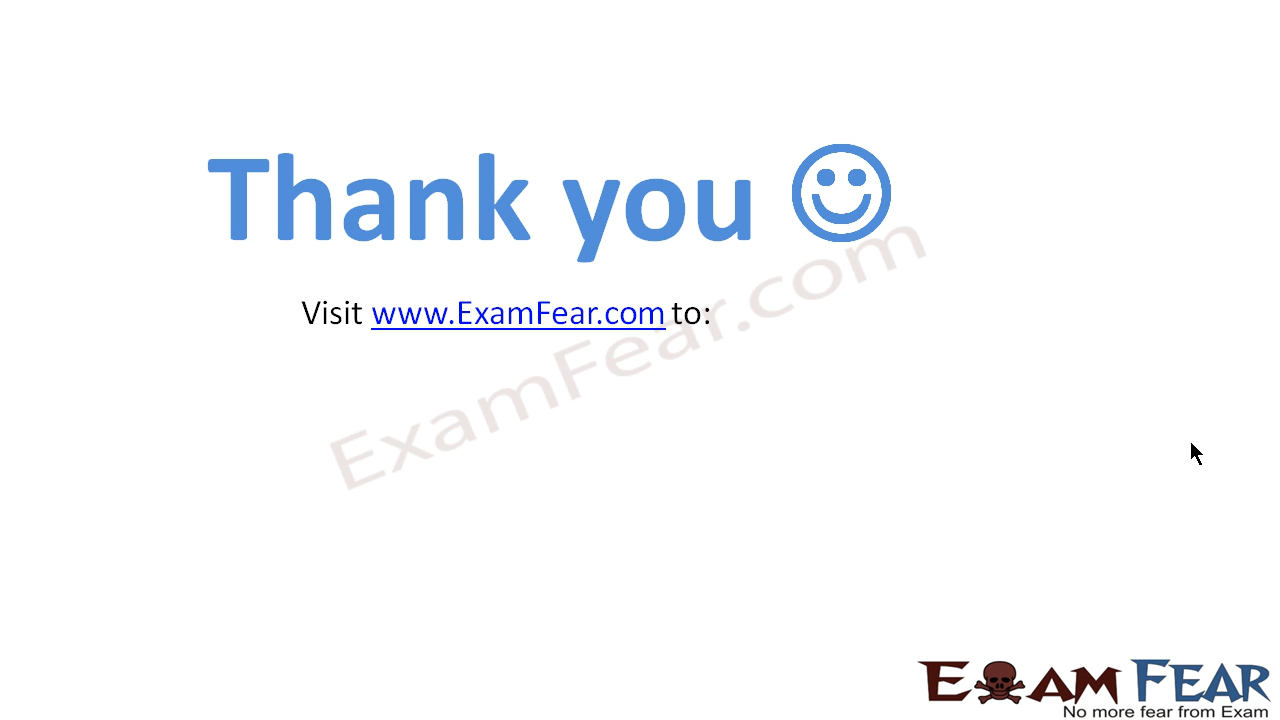 Thank you ☺
Visit www.ExamFear.com to:
ExamFear.com
EXAM FEAR
No more fear from Exam